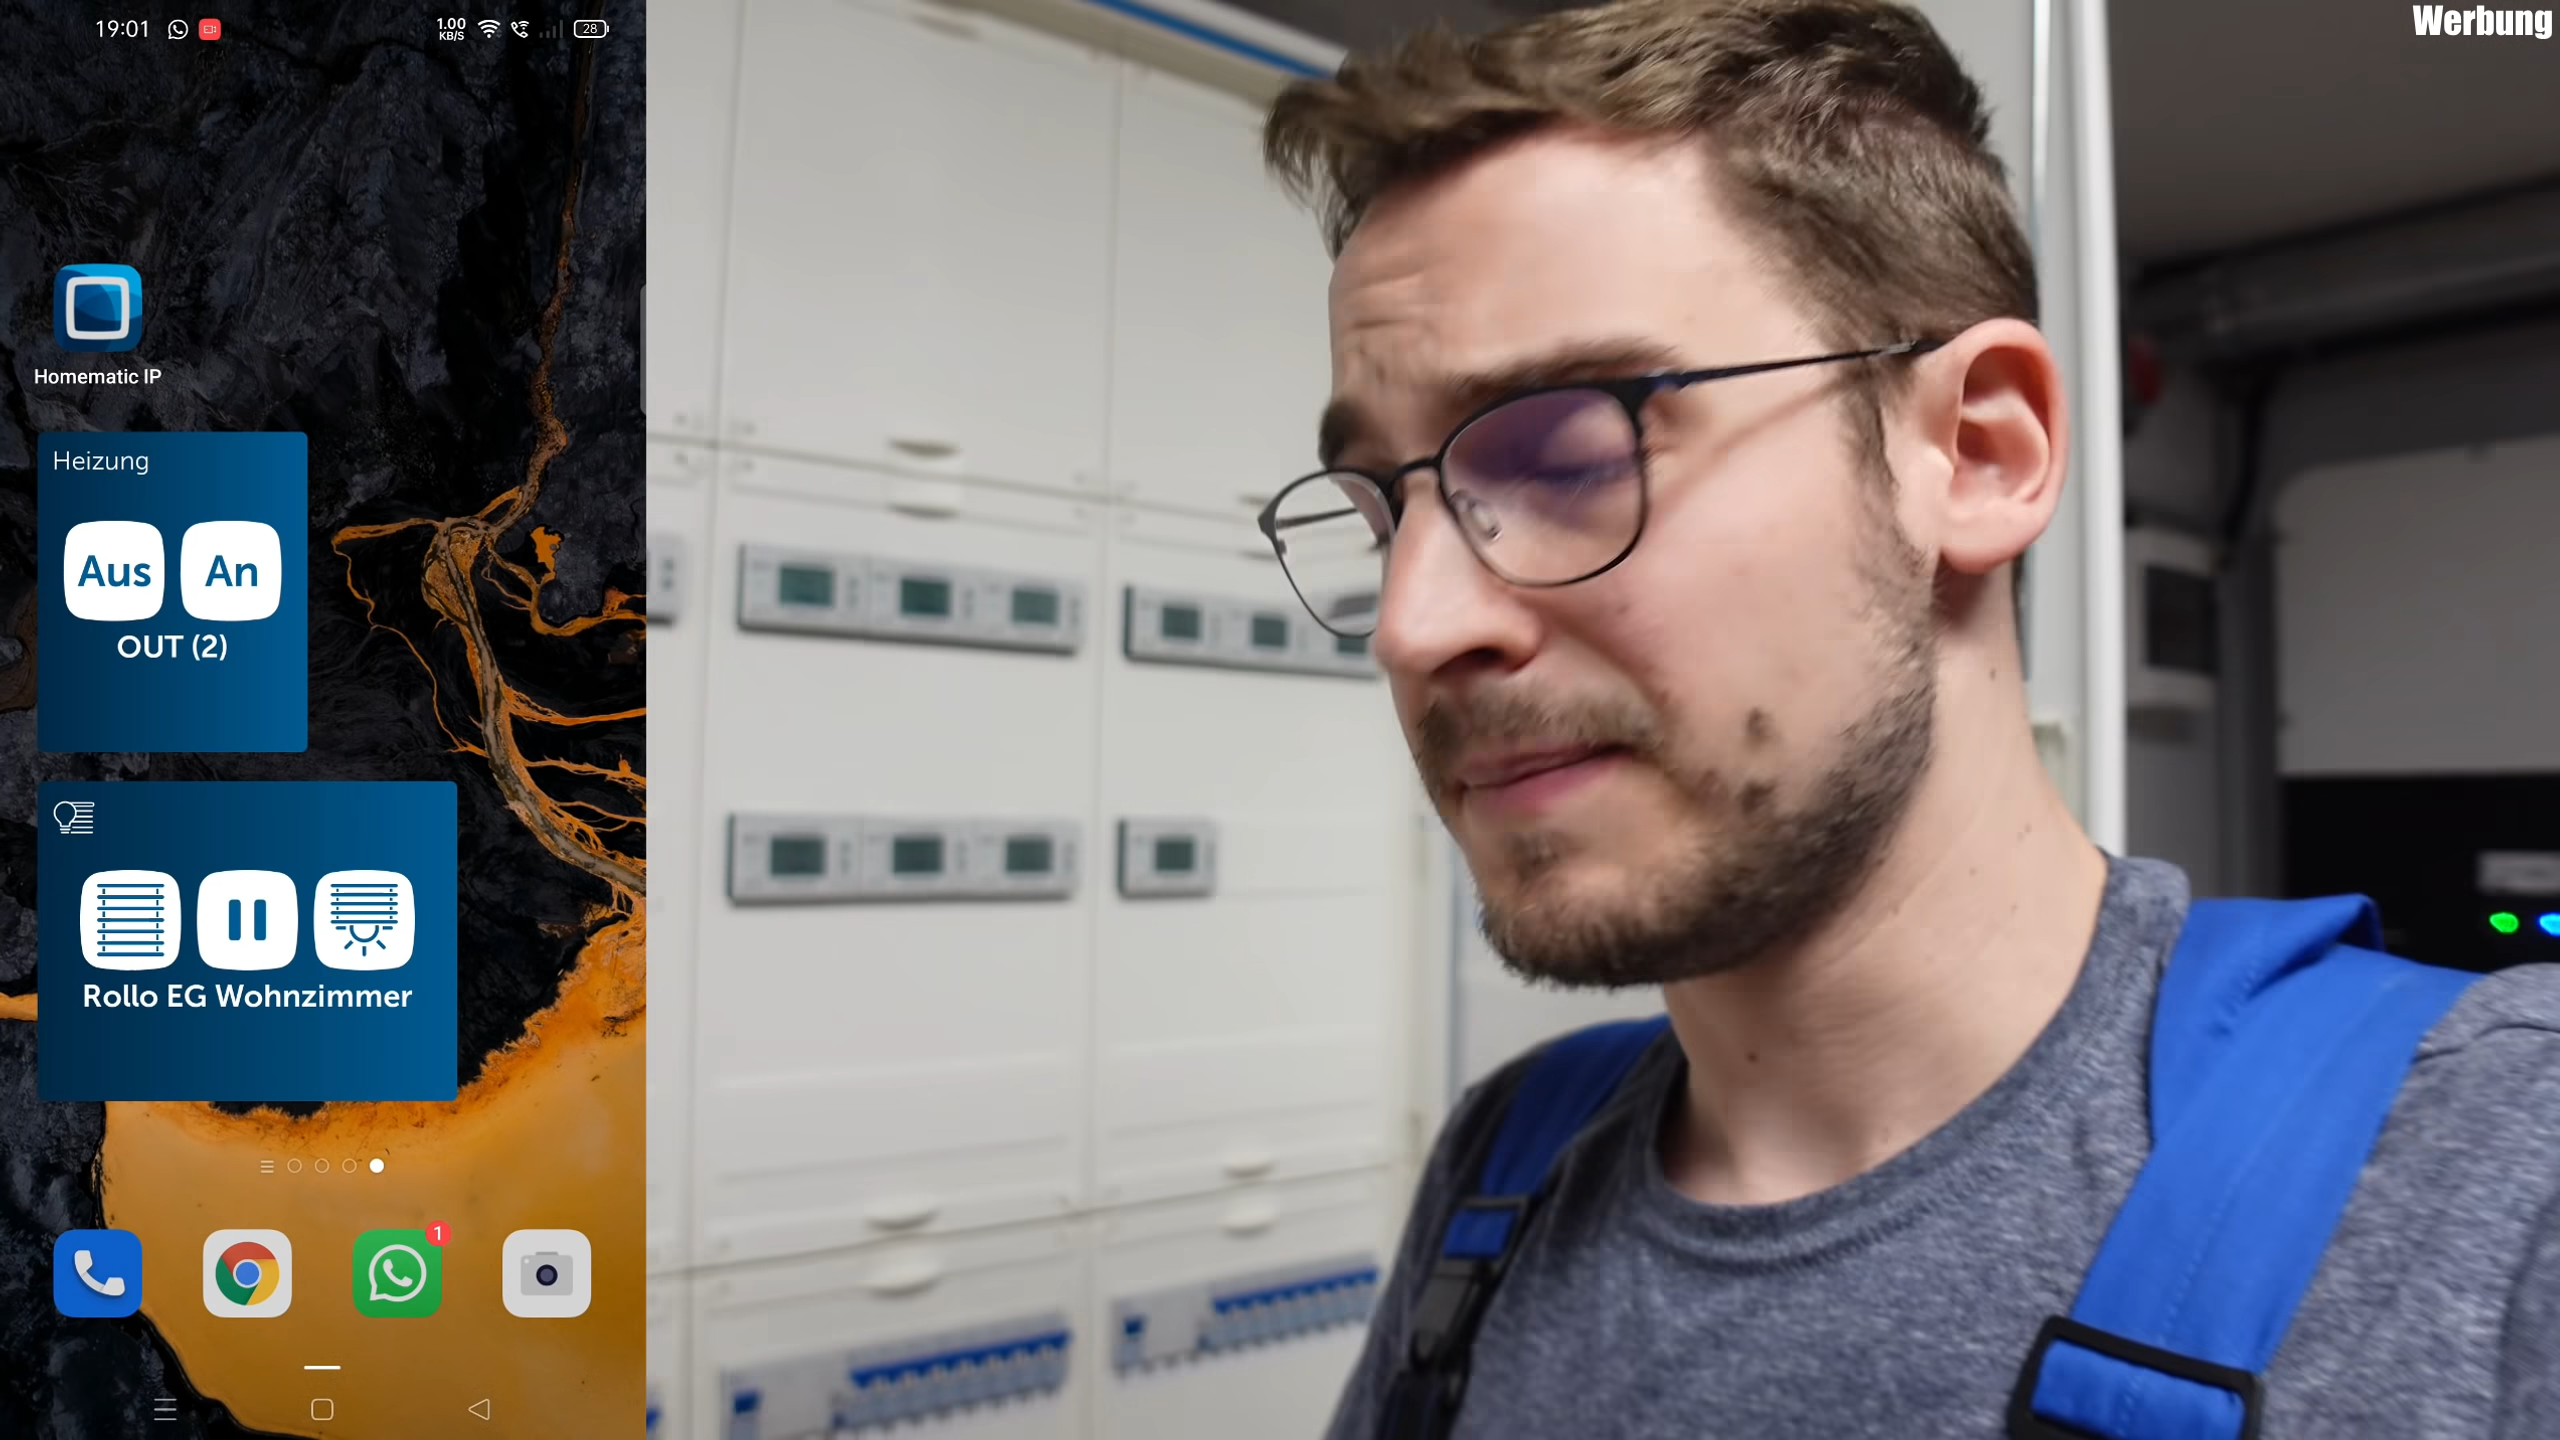 19:01
1.00
KB/S
28
Werbung
Homematic IP
Heizung
Aus
An
OUT (2)
Rollo EG Wohnzimmer
1